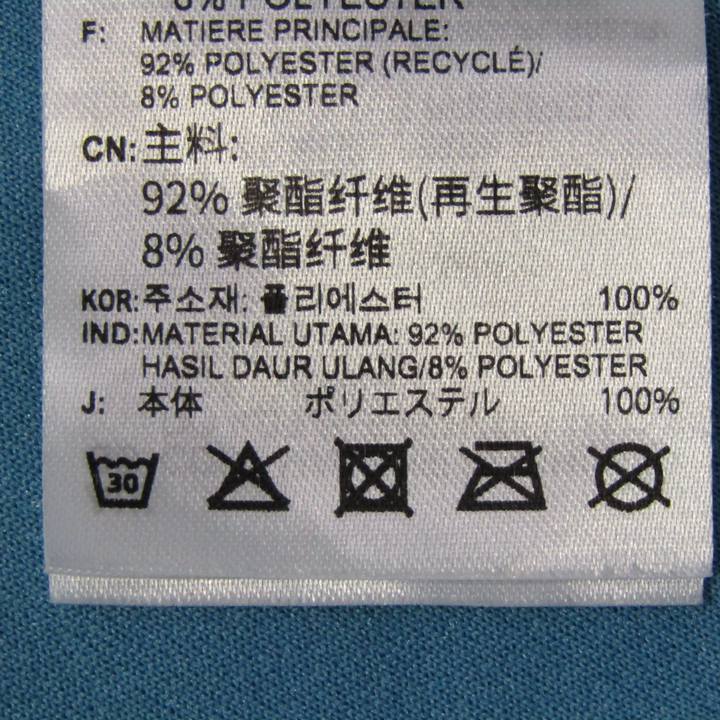 8% POLYESTER
F: MATIERE PRINCIPALE:
92% POLYESTER (RECYCLÉ)/
8% POLYESTER
CN: 主料:
92% 聚酯纤维(再生聚酯)/
8% 聚酯纤维
KOR: 주소재: 폴리에스터 100%
IND: MATERIAL UTAMA: 92% POLYESTER
HASIL DAUR ULANG/8% POLYESTER
J: 本体 ポリエステル 100%
30